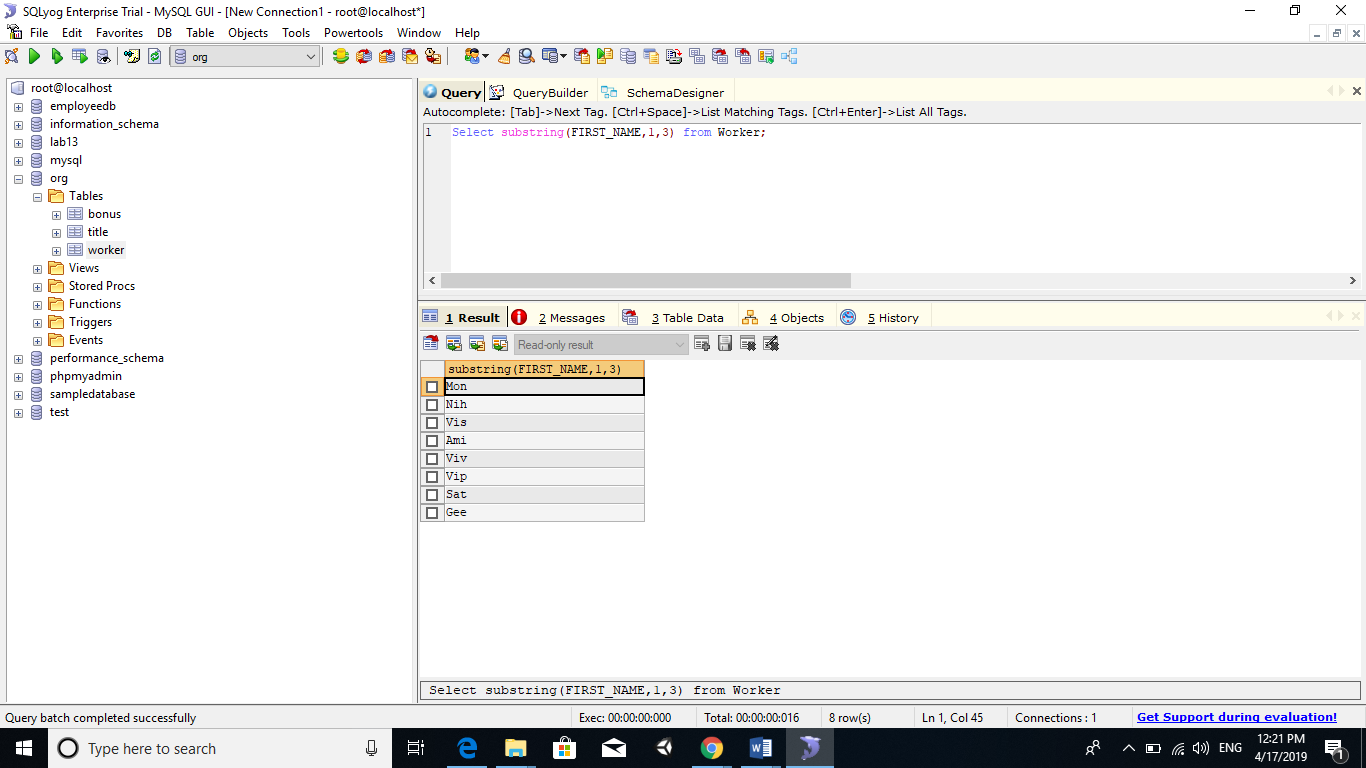 SQLyog Enterprise Trial - MySQL GUI - [New Connection1 - root@localhost*]
File Edit Favorites DB Table Objects Tools Powertools Window Help
org
root@localhost
employeedb
information_schema
lab13
mysql
org
Tables
bonus
title
worker
Views
Stored Procs
Functions
Triggers
Events
performance_schema
phpmyadmin
sampledatabase
test
Query QueryBuilder SchemaDesigner
Autocomplete: [Tab]->Next Tag. [Ctrl+Space]->List Matching Tags. [Ctrl+Enter]->List All Tags.
1 Select substring(FIRST_NAME,1,3) from Worker;
1 Result 2 Messages 3 Table Data 4 Objects 5 History
Read-only result
substring(FIRST_NAME,1,3)
Mon
Nih
Vis
Ami
Viv
Vip
Sat
Gee
Select substring(FIRST_NAME,1,3) from Worker
Query batch completed successfully Exec: 00:00:00:000 Total: 00:00:00:016 8 row(s) Ln 1, Col 45 Connections : 1 Get Support during evaluation!
Type here to search ENG 12:21 PM
4/17/2019 1